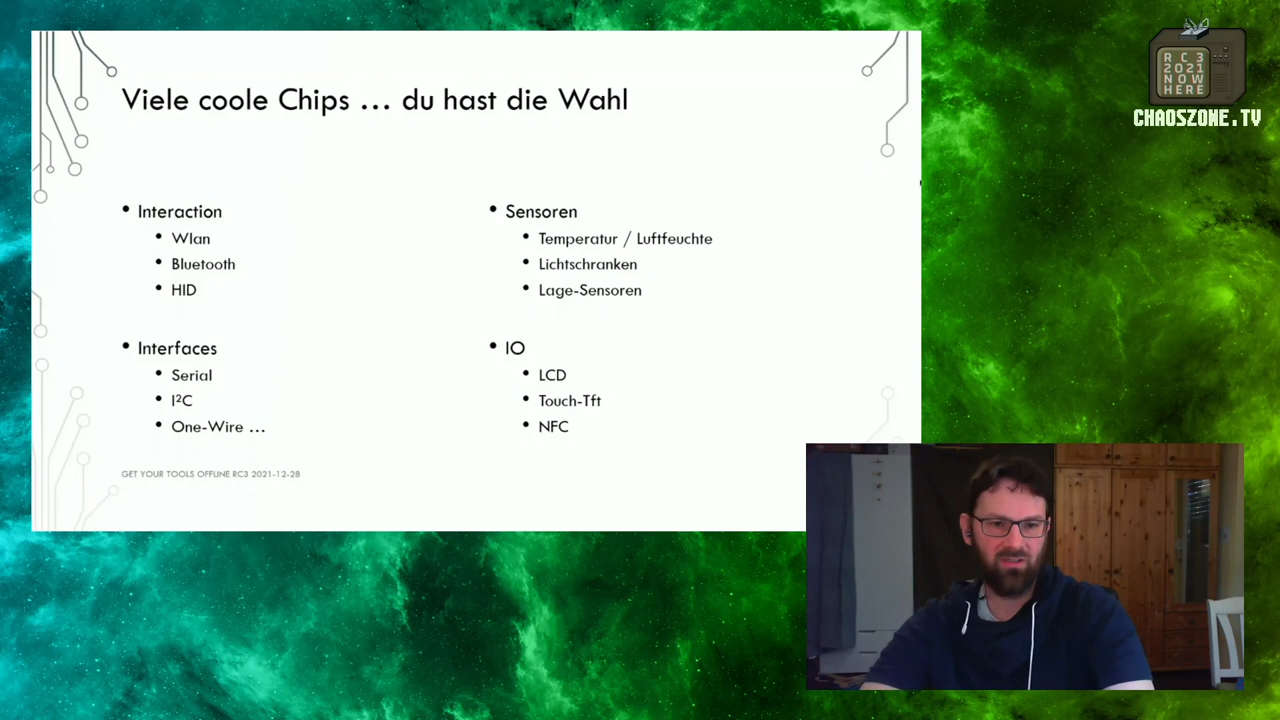 Viele coole Chips ... du hast die Wahl
Interaction
Wlan
Bluetooth
HID
Interfaces
Serial
I²C
One-Wire ...
Sensoren
Temperatur / Luftfeuchte
Lichtschranken
Lage-Sensoren
IO
LCD
Touch-Tft
NFC
GET YOUR TOOLS OFFLINE RC3 2021-12-28
RC3
2021
NOW
HERE
CHAOSZONE.TV